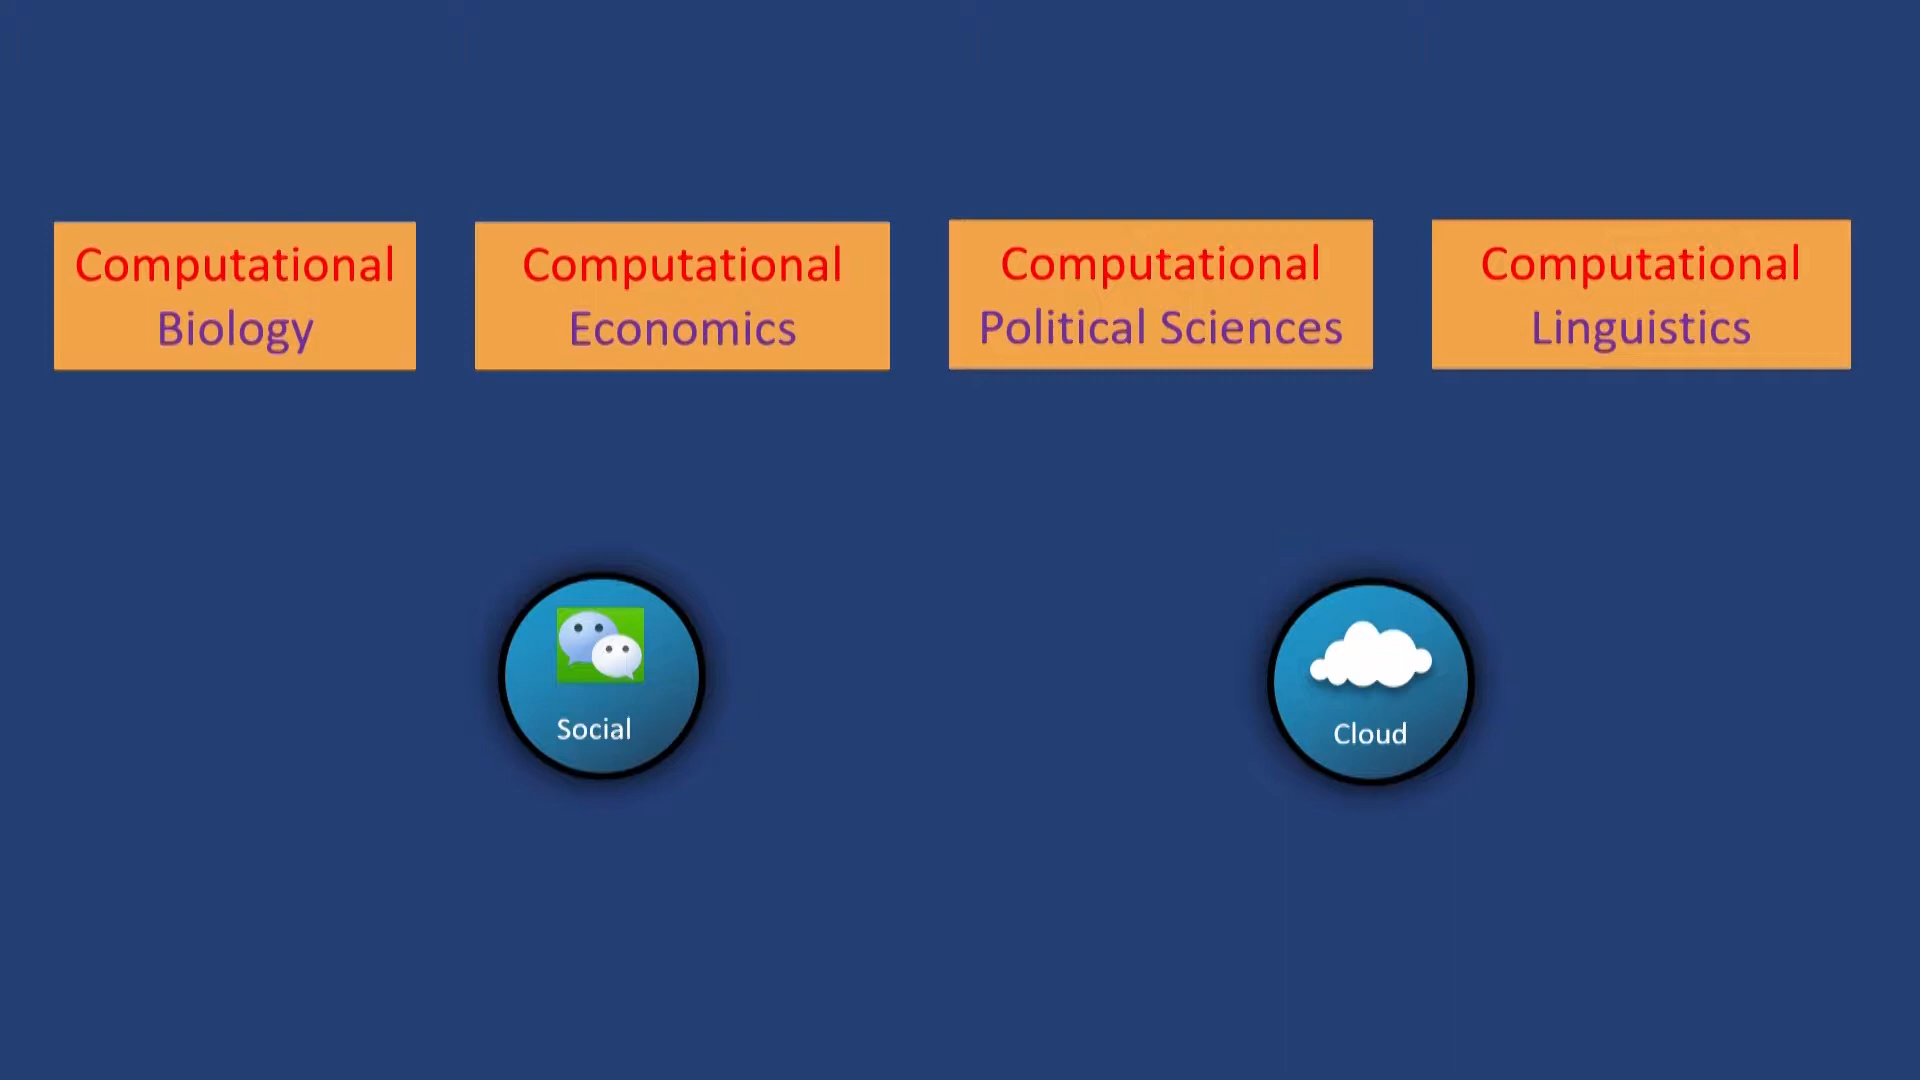 Computational
Biology
Computational
Economics
Computational
Political Sciences
Computational
Linguistics
Social
Cloud